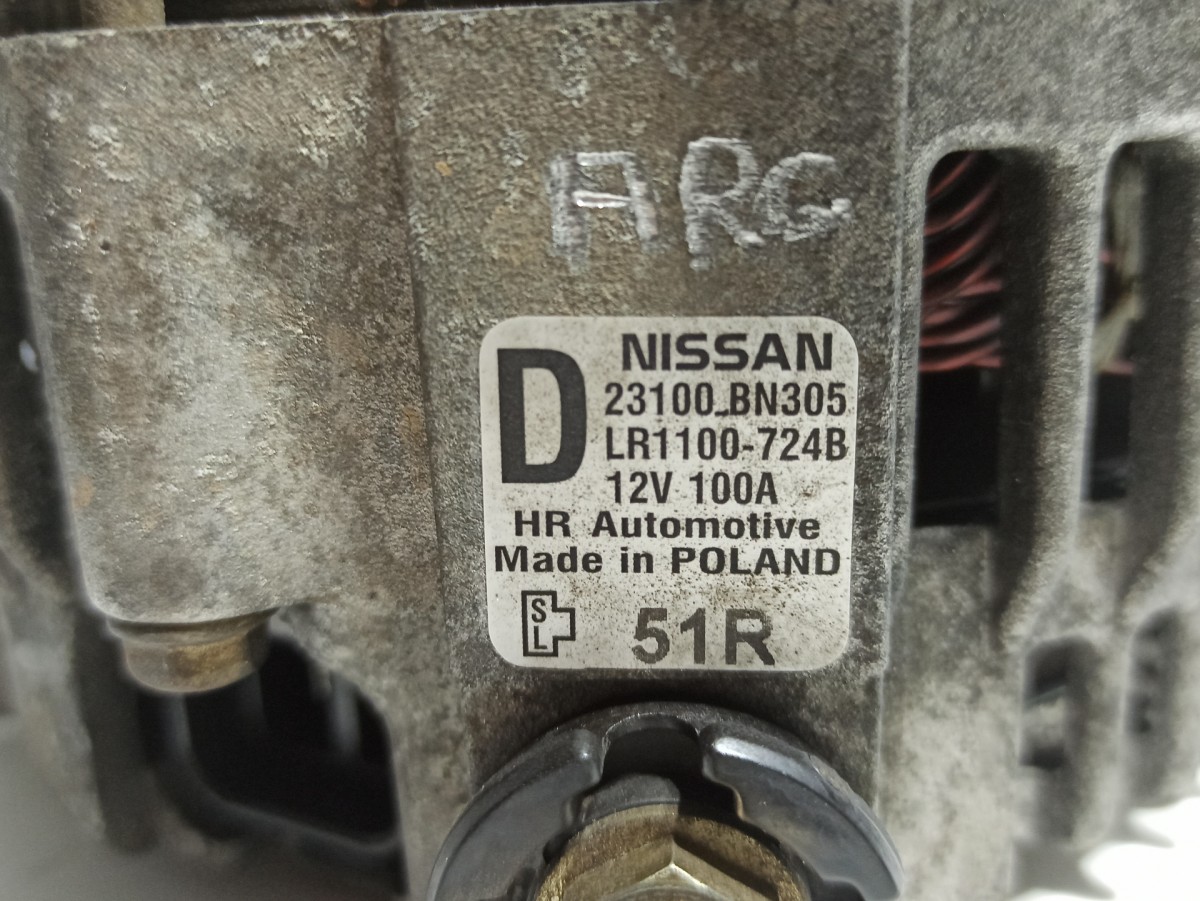 ARG
D
NISSAN
23100-BN305
LR1100-724B
12V 100A
HR Automotive
Made in POLAND
S
L
51R